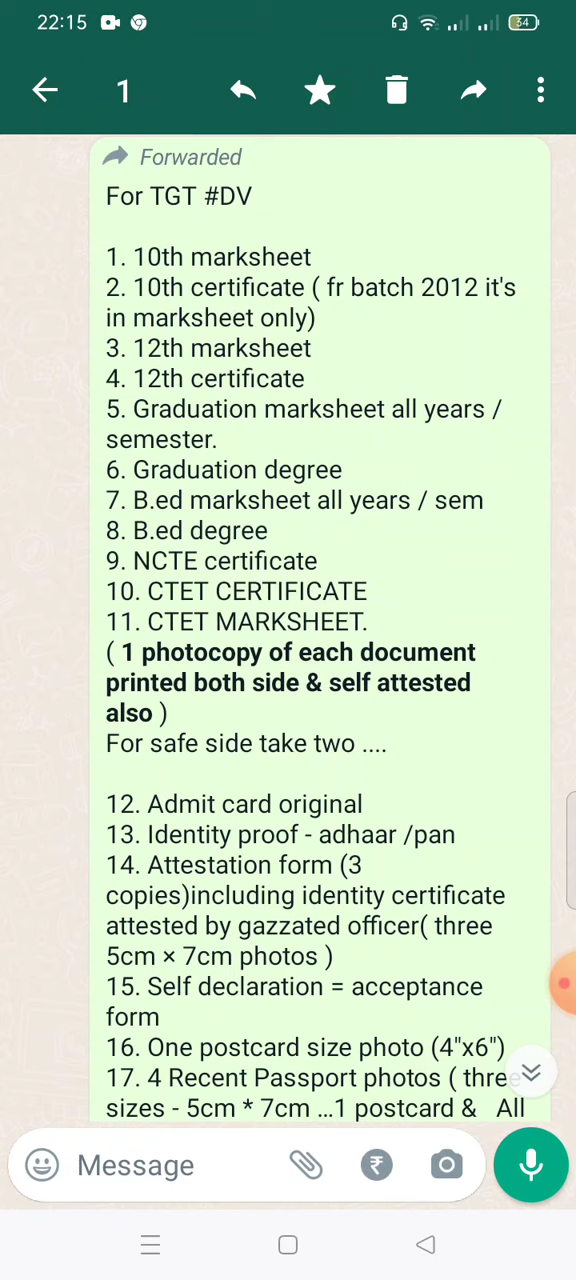 22:15
34
1
Forwarded
For TGT #DV
1. 10th marksheet
2. 10th certificate ( fr batch 2012 it's
in marksheet only)
3. 12th marksheet
4. 12th certificate
5. Graduation marksheet all years /
semester.
6. Graduation degree
7. B.ed marksheet all years / sem
8. B.ed degree
9. NCTE certificate
10. CTET CERTIFICATE
11. CTET MARKSHEET.
( 1 photocopy of each document
printed both side & self attested
also )
For safe side take two ....
12. Admit card original
13. Identity proof - adhaar /pan
14. Attestation form (3
copies)including identity certificate
attested by gazzated officer( three
5cm × 7cm photos )
15. Self declaration = acceptance
form
16. One postcard size photo (4"x6")
17. 4 Recent Passport photos ( three
sizes - 5cm * 7cm ...1 postcard & All
Message